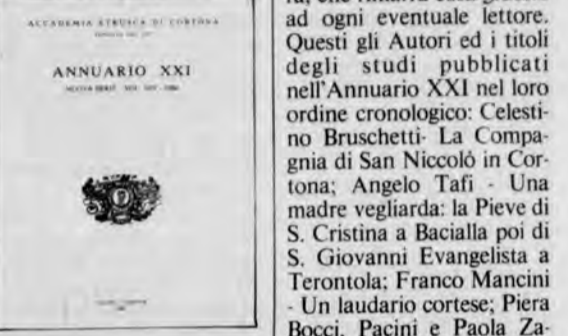 ACCADEMIA ETRUSCA DI CORTONA
ANNUARIO XXI
ad ogni eventuale lettore.
Questi gli Autori ed i titoli
degli studi pubblicati
nell'Annuario XXI nel loro
ordine cronologico: Celesti-
no Bruschetti- La Compa-
gnia di San Niccolò in Cor-
tona; Angelo Tafi - Una
madre vegliarda: la Pieve di
S. Cristina a Bacialla poi di
S. Giovanni Evangelista a
Terontola; Franco Mancini
- Un laudario cortese; Piera
Bocci, Pacini e Paola Za-